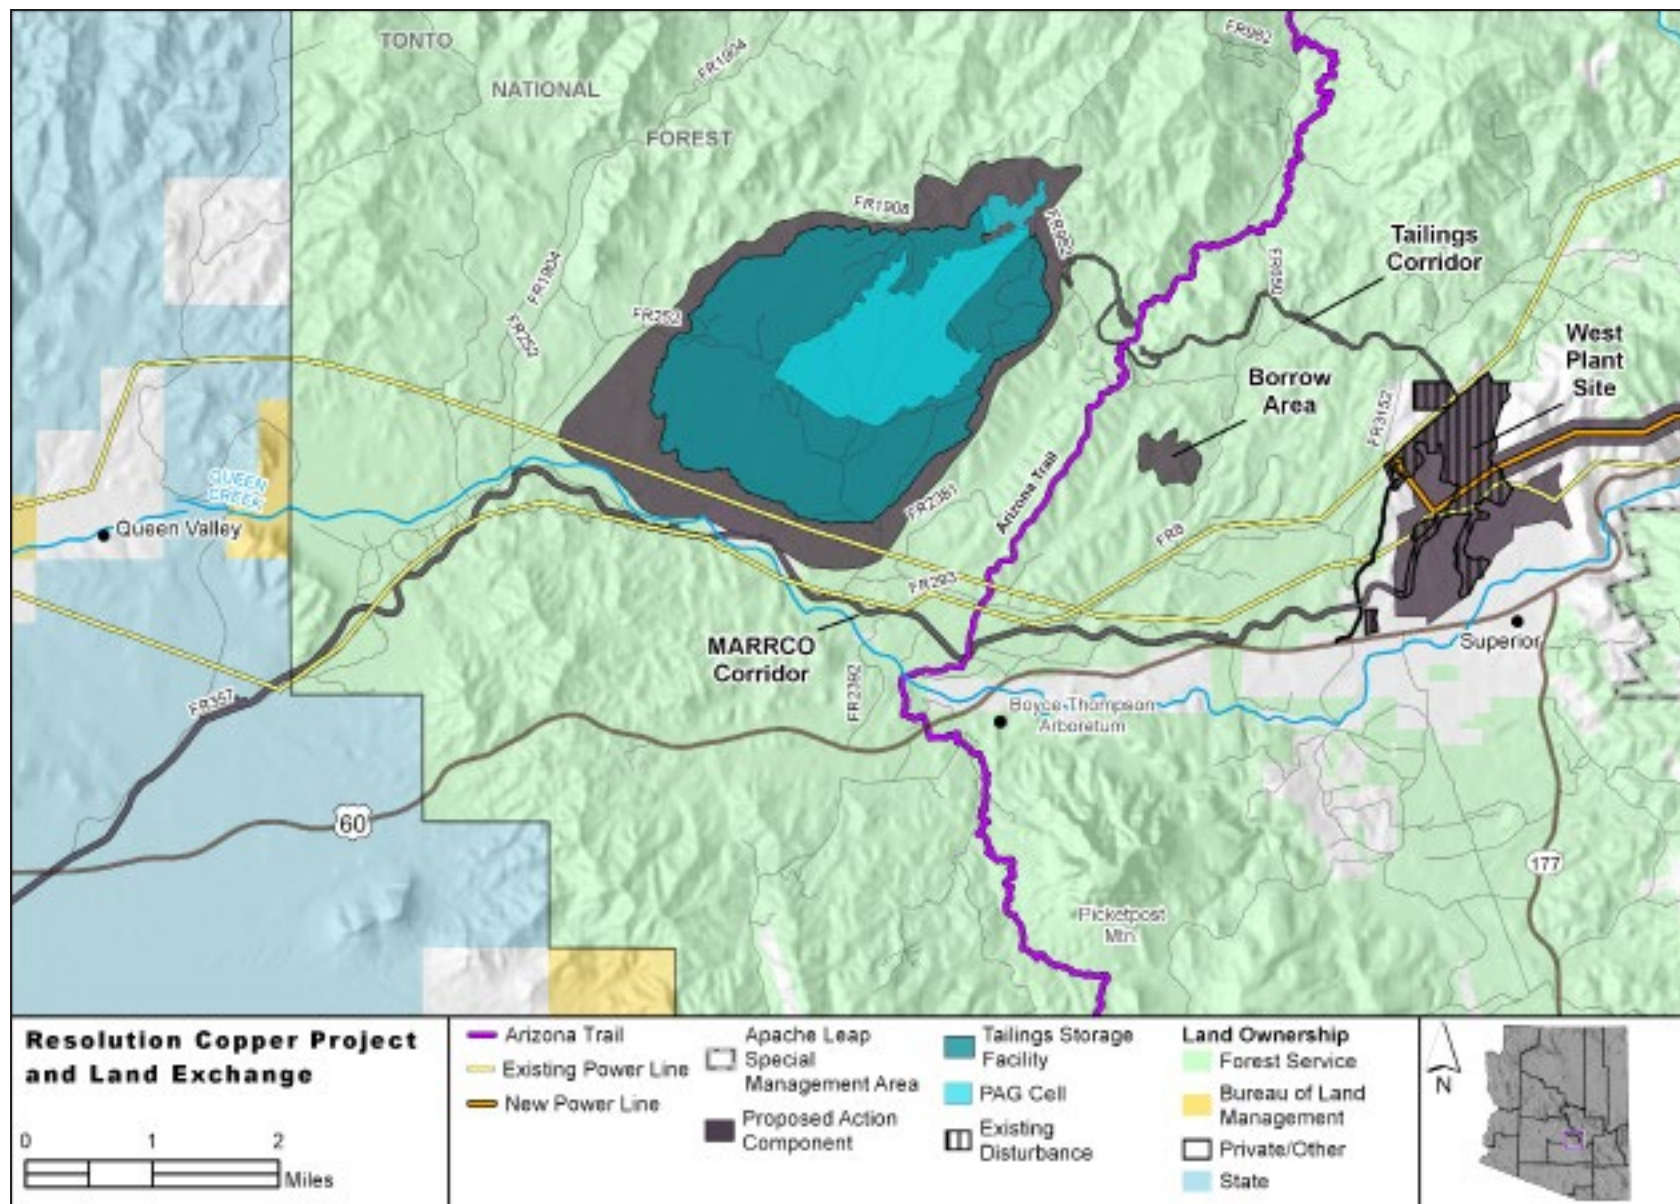 TONTO
NATIONAL
FOREST
FR1904
FR982
FR1908
FR982
FR1904
FR252
FR252
FR650
Tailings
Corridor
West
Plant
Site
Borrow
Area
FR3152
QUEEN
CREEK
Queen Valley
FR2381
Arizona Trail
FR8
FR293
MARRCO
Corridor
FR2392
FR357
Superior
Boyce Thompson
Arboretum
60
177
Picketpost
Mtn.
Resolution Copper Project
and Land Exchange
0 1 2
Miles
Arizona Trail
Existing Power Line
New Power Line
Apache Leap
Special
Management Area
Proposed Action
Component
Tailings Storage
Facility
PAG Cell
Existing
Disturbance
Land Ownership
Forest Service
Bureau of Land
Management
Private/Other
State
N